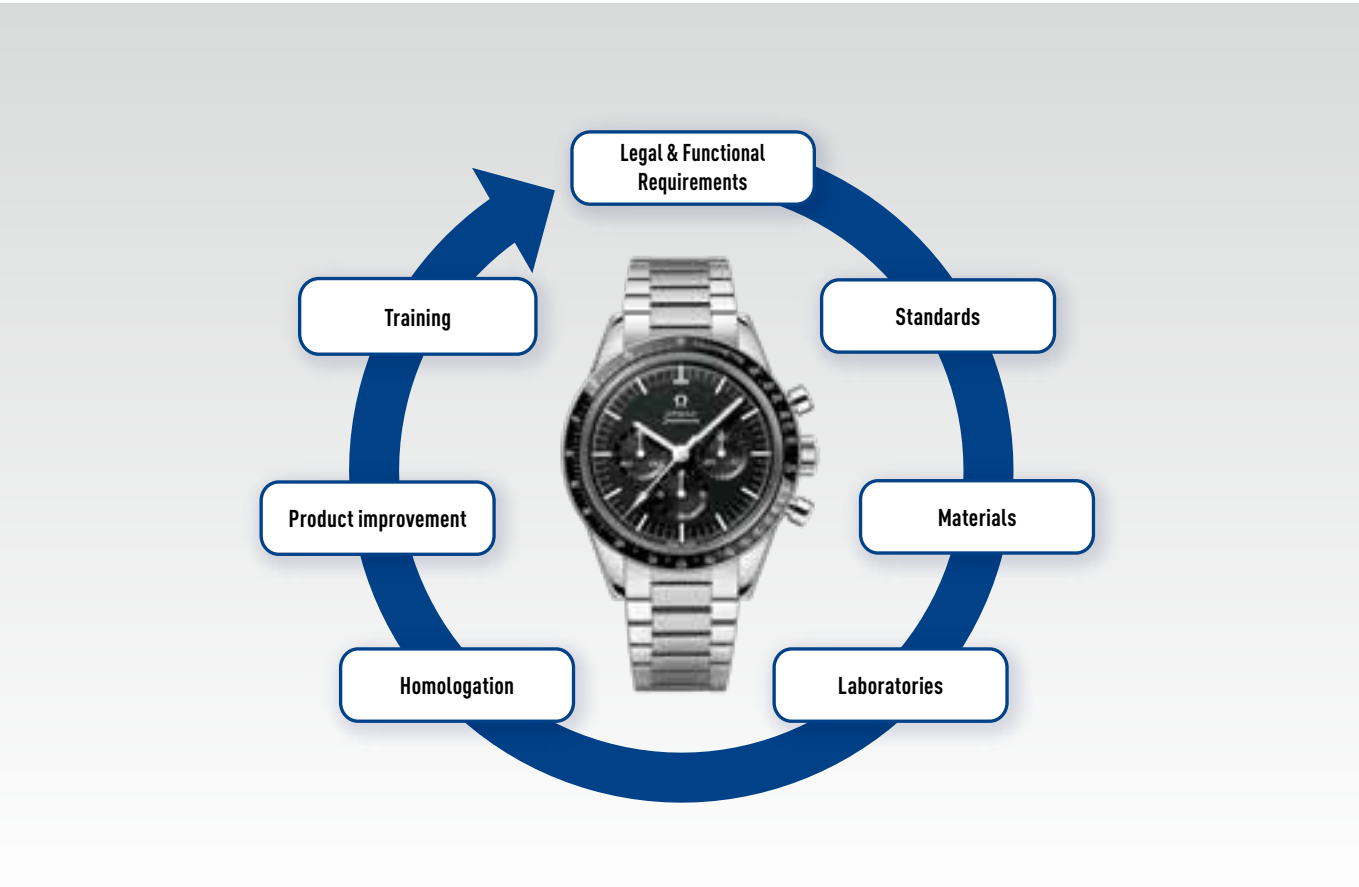 Legal & Functional
Requirements
Training
Standards
Product improvement
Materials
Homologation
Laboratories